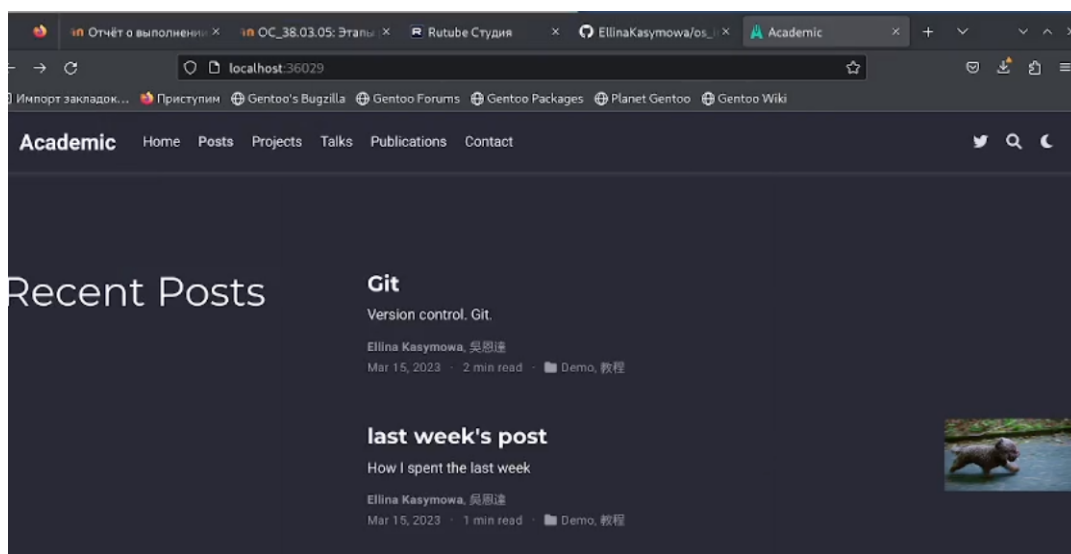 Отчёт о выполнении
ОС_38.03.05: Этапы
Rutube Студия
EllinaKasymowa/os_i
Academic
localhost:36029
Импорт закладок...
Приступим
Gentoo's Bugzilla
Gentoo Forums
Gentoo Packages
Planet Gentoo
Gentoo Wiki
Academic
Home
Posts
Projects
Talks
Publications
Contact
Recent Posts
Git
Version control. Git.
Ellina Kasymowa, 吳恩達
Mar 15, 2023 · 2 min read · Demo, 教程
last week's post
How I spent the last week
Ellina Kasymowa, 吳恩達
Mar 15, 2023 · 1 min read · Demo, 教程